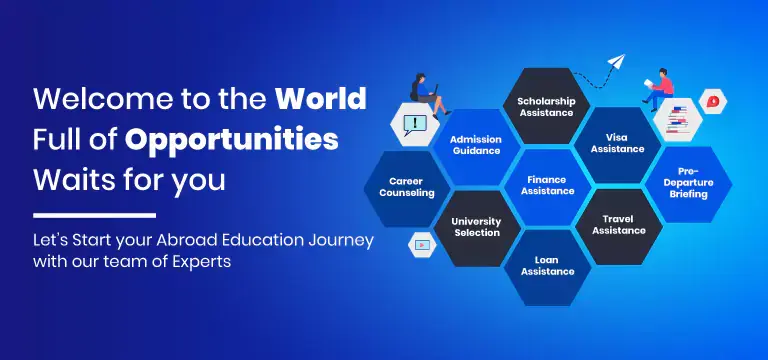 Welcome to the World
Full of Opportunities
Waits for you
Let's Start your Abroad Education Journey
with our team of Experts
Scholarship
Assistance
Admission
Guidance
Visa
Assistance
Career
Counseling
Finance
Assistance
Pre-
Departure
Briefing
University
Selection
Travel
Assistance
Loan
Assistance